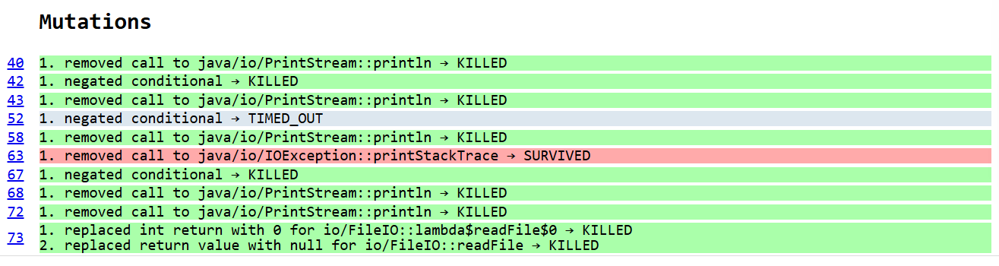 Mutations
40 1. removed call to java/io/PrintStream::println → KILLED
42 1. negated conditional → KILLED
43 1. removed call to java/io/PrintStream::println → KILLED
52 1. negated conditional → TIMED_OUT
58 1. removed call to java/io/PrintStream::println → KILLED
63 1. removed call to java/io/IOException::printStackTrace → SURVIVED
67 1. negated conditional → KILLED
68 1. removed call to java/io/PrintStream::println → KILLED
72 1. removed call to java/io/PrintStream::println → KILLED
73 1. replaced int return with 0 for io/FileIO::lambda$readFile$0 → KILLED
2. replaced return value with null for io/FileIO::readFile → KILLED